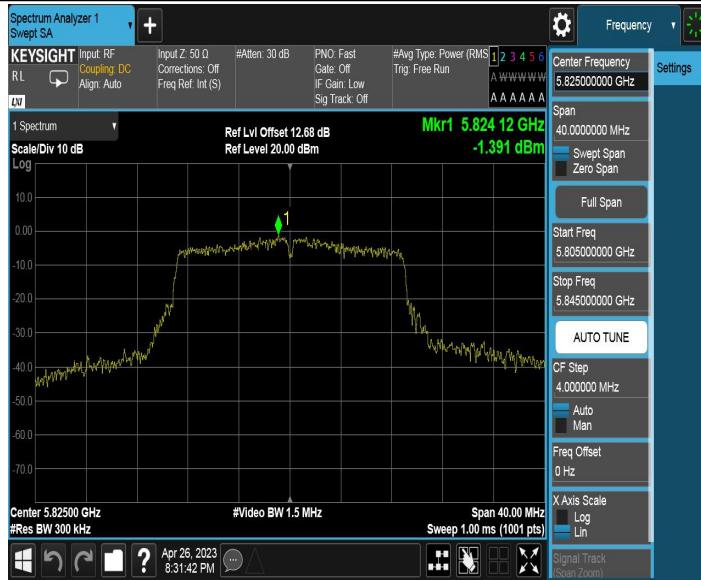 Spectrum Analyzer 1
Swept SA
+
Frequency
KEYSIGHT
RL
LXI
Input: RF
Coupling: DC
Align: Auto
Input Z: 50 Ω
Corrections: Off
Freq Ref: Int (S)
#Atten: 30 dB
PNO: Fast
Gate: Off
IF Gain: Low
Sig Track: Off
#Avg Type: Power (RMS
Trig: Free Run
1 2 3 4 5 6
A W W W W W
A A A A A A
Center Frequency
5.825000000 GHz
Settings
Span
40.0000000 MHz
Swept Span
Zero Span
Full Span
Start Freq
5.805000000 GHz
Stop Freq
5.845000000 GHz
AUTO TUNE
CF Step
4.000000 MHz
Auto
Man
Freq Offset
0 Hz
X Axis Scale
Log
Lin
Signal Track
(Span Zoom)
1 Spectrum
Scale/Div 10 dB
Log
Ref Lvl Offset 12.68 dB
Ref Level 20.00 dBm
Mkr1 5.824 12 GHz
-1.391 dBm
1
10.0
0.00
-10.0
-20.0
-30.0
-40.0
-50.0
-60.0
-70.0
Center 5.82500 GHz
#Res BW 300 kHz
#Video BW 1.5 MHz
Span 40.00 MHz
Sweep 1.00 ms (1001 pts)
?
Apr 26, 2023
8:31:42 PM